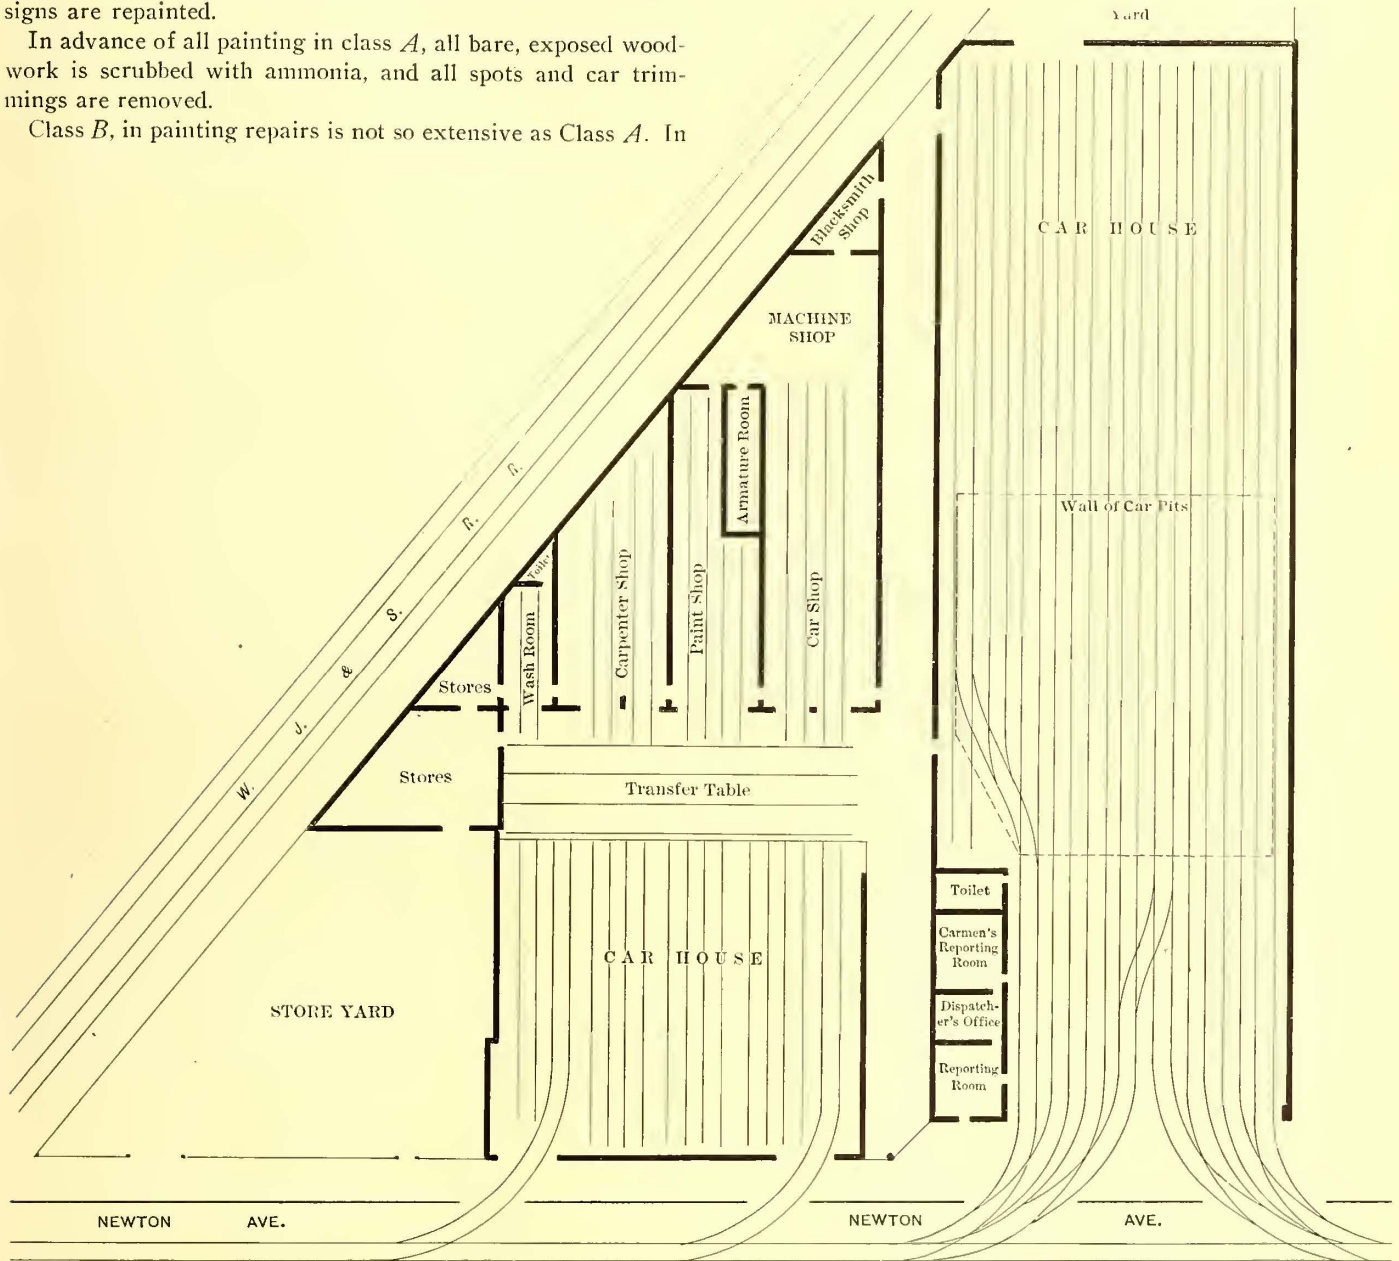 signs are repainted.
In advance of all painting in class A, all bare, exposed wood-
work is scrubbed with ammonia, and all spots and car trim-
mings are removed.
Class B, in painting repairs is not so extensive as Class A. In
Yard
CAR HOUSE
Blacksmith
Shop
MACHINE
SHOP
Armature Room
Wall of Car Pits
Toilet
Carpenter Shop
Paint Shop
Car Shop
Wash Room
Stores
Stores
Transfer Table
W. J. & S. R. R.
Toilet
Carmen's
Reporting
Room
Dispatch-
er's Office
Reporting
Room
CAR HOUSE
STORE YARD
NEWTON AVE.
NEWTON AVE.